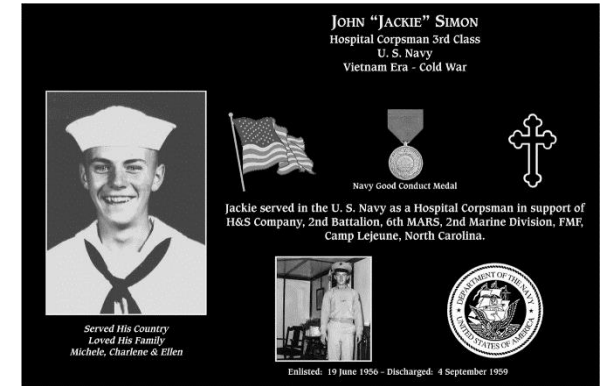 JOHN “JACKIE” SIMON
Hospital Corpsman 3rd Class
U. S. Navy
Vietnam Era - Cold War
Navy Good Conduct Medal
Jackie served in the U. S. Navy as a Hospital Corpsman in support of
H&S Company, 2nd Battalion, 6th MARS, 2nd Marine Division, FMF,
Camp Lejeune, North Carolina.
Served His Country
Loved His Family
Michele, Charlene & Ellen
DEPARTMENT OF THE NAVY
UNITED STATES OF AMERICA
Enlisted: 19 June 1956 – Discharged: 4 September 1959